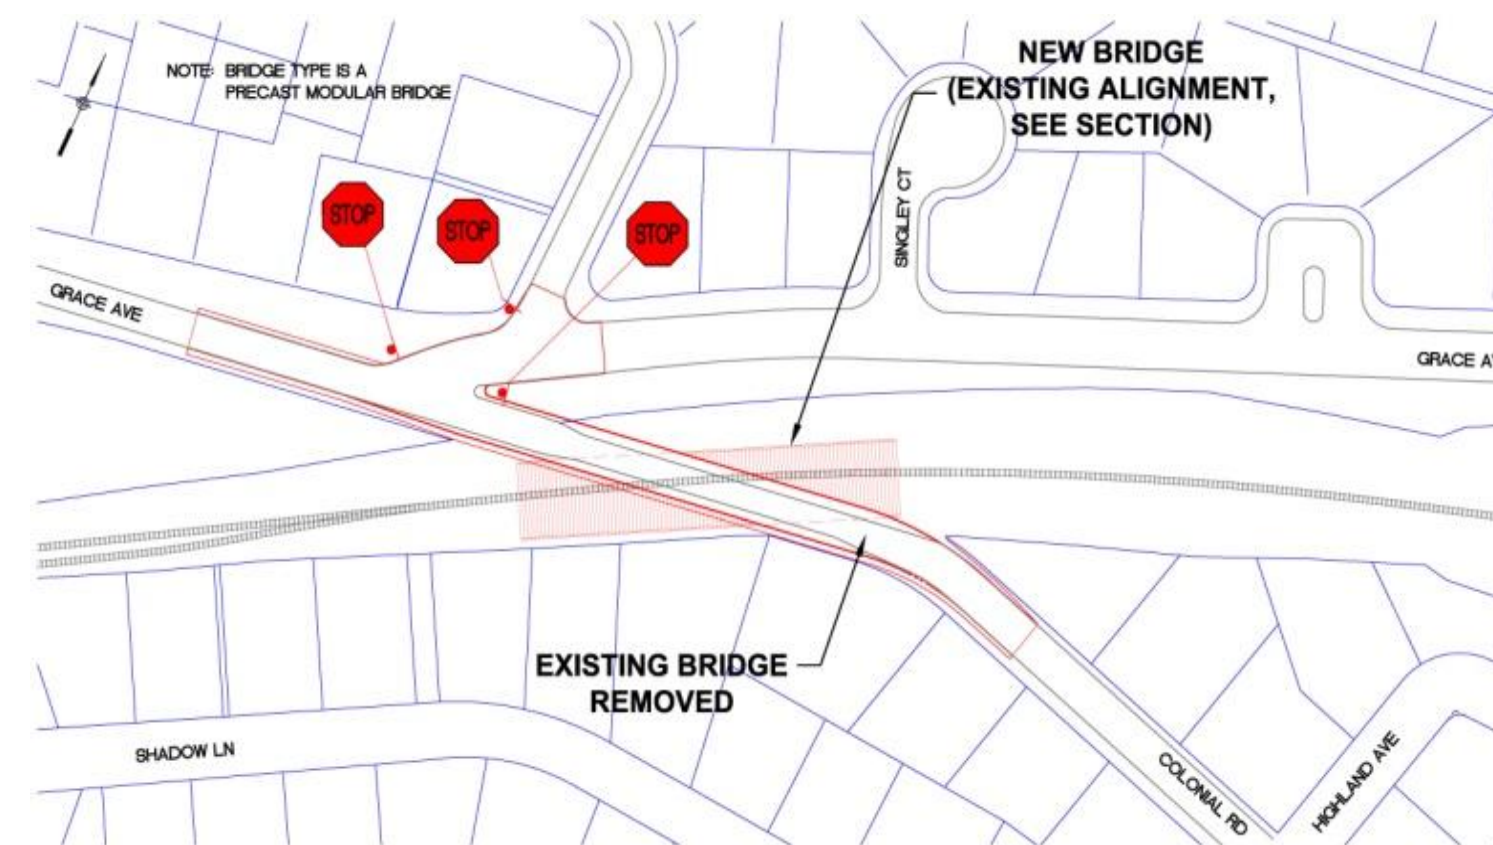 NOTE: BRIDGE TYPE IS A
PRECAST MODULAR BRIDGE
NEW BRIDGE
(EXISTING ALIGNMENT,
SEE SECTION)
STOP
STOP
STOP
SINGLEY CT
GRACE AVE
GRACE A
EXISTING BRIDGE
REMOVED
SHADOW LN
COLONIAL RD
HIGHLAND AVE